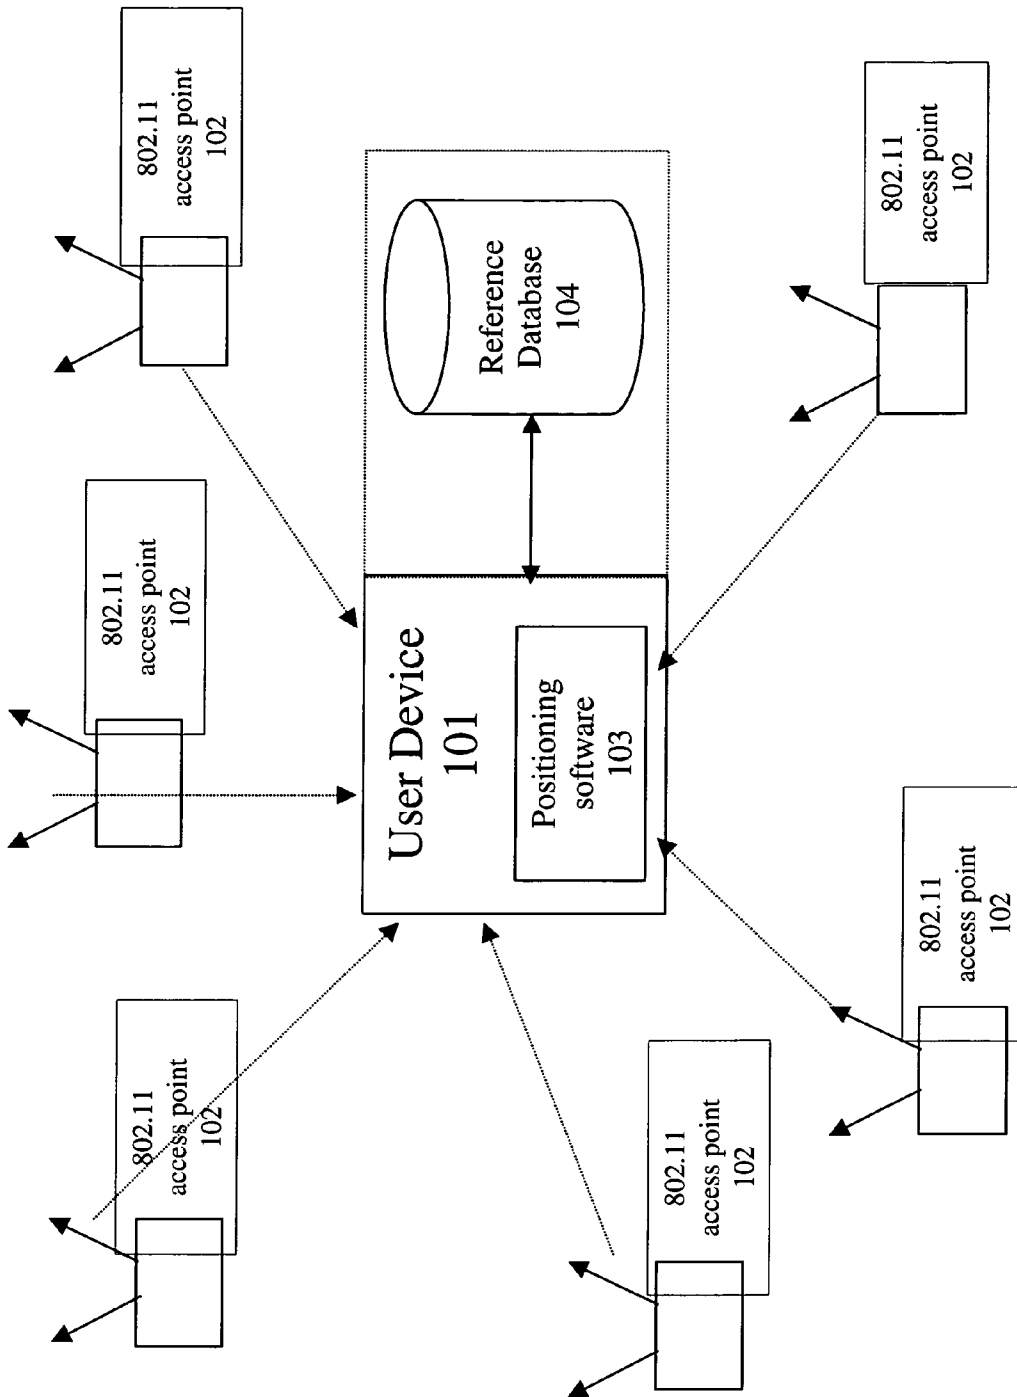 802.11
access point
102
802.11
access point
102
802.11
access point
102
User Device
101
Positioning
software
103
Reference
Database
104
802.11
access point
102
802.11
access point
102
802.11
access point
102